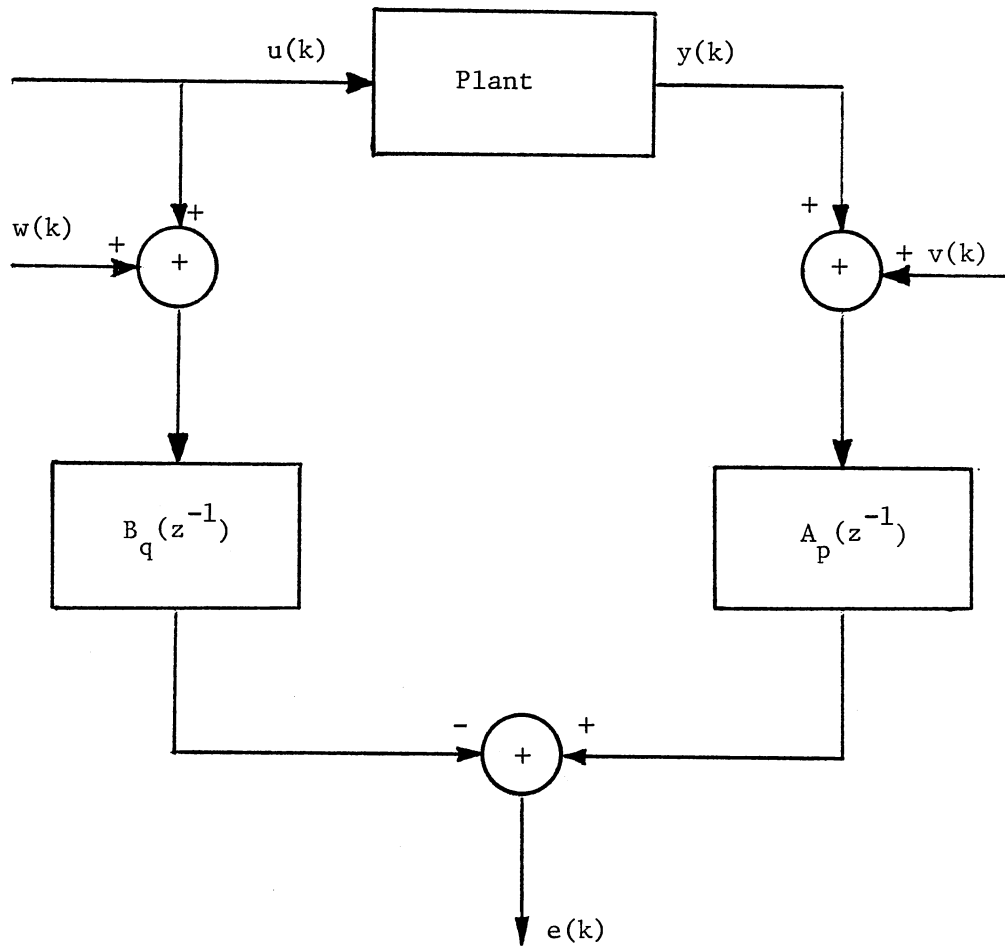 u(k)
Plant
y(k)
+
+
w(k)
+
+
+
+ v(k)
B_q(z^-1)
A_p(z^-1)
-
+
+
e(k)